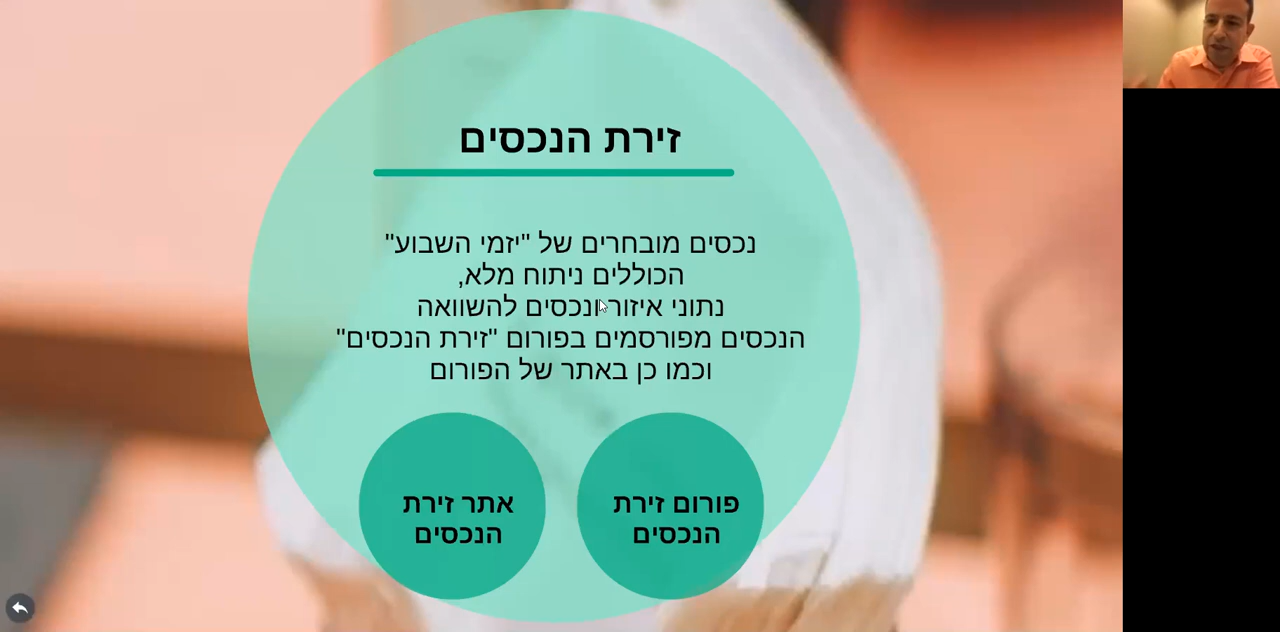 זירת הנכסים
נכסים מובחרים של "יזמי השבוע"
הכוללים ניתוח מלא,
נתוני איזור ונכסים להשוואה
הנכסים מפורסמים בפורום "זירת הנכסים"
וכמו כן באתר של הפורום
פורום זירת
הנכסים
אתר זירת
הנכסים